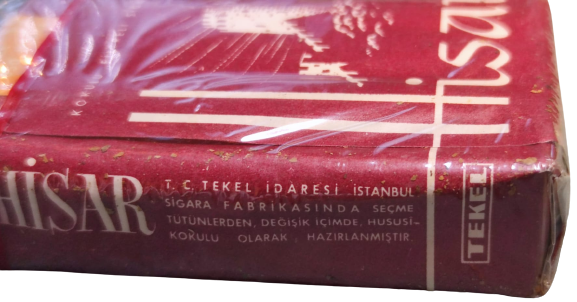 Hisar
HİSAR
T. C. TEKEL İDARESİ İSTANBUL
SİGARA FABRİKASINDA SEÇME
TÜTÜNLERDEN, DEĞİŞİK İÇİMDE, HUSUSİ-
KOKULU OLARAK HAZIRLANMIŞTIR.
TEKEL